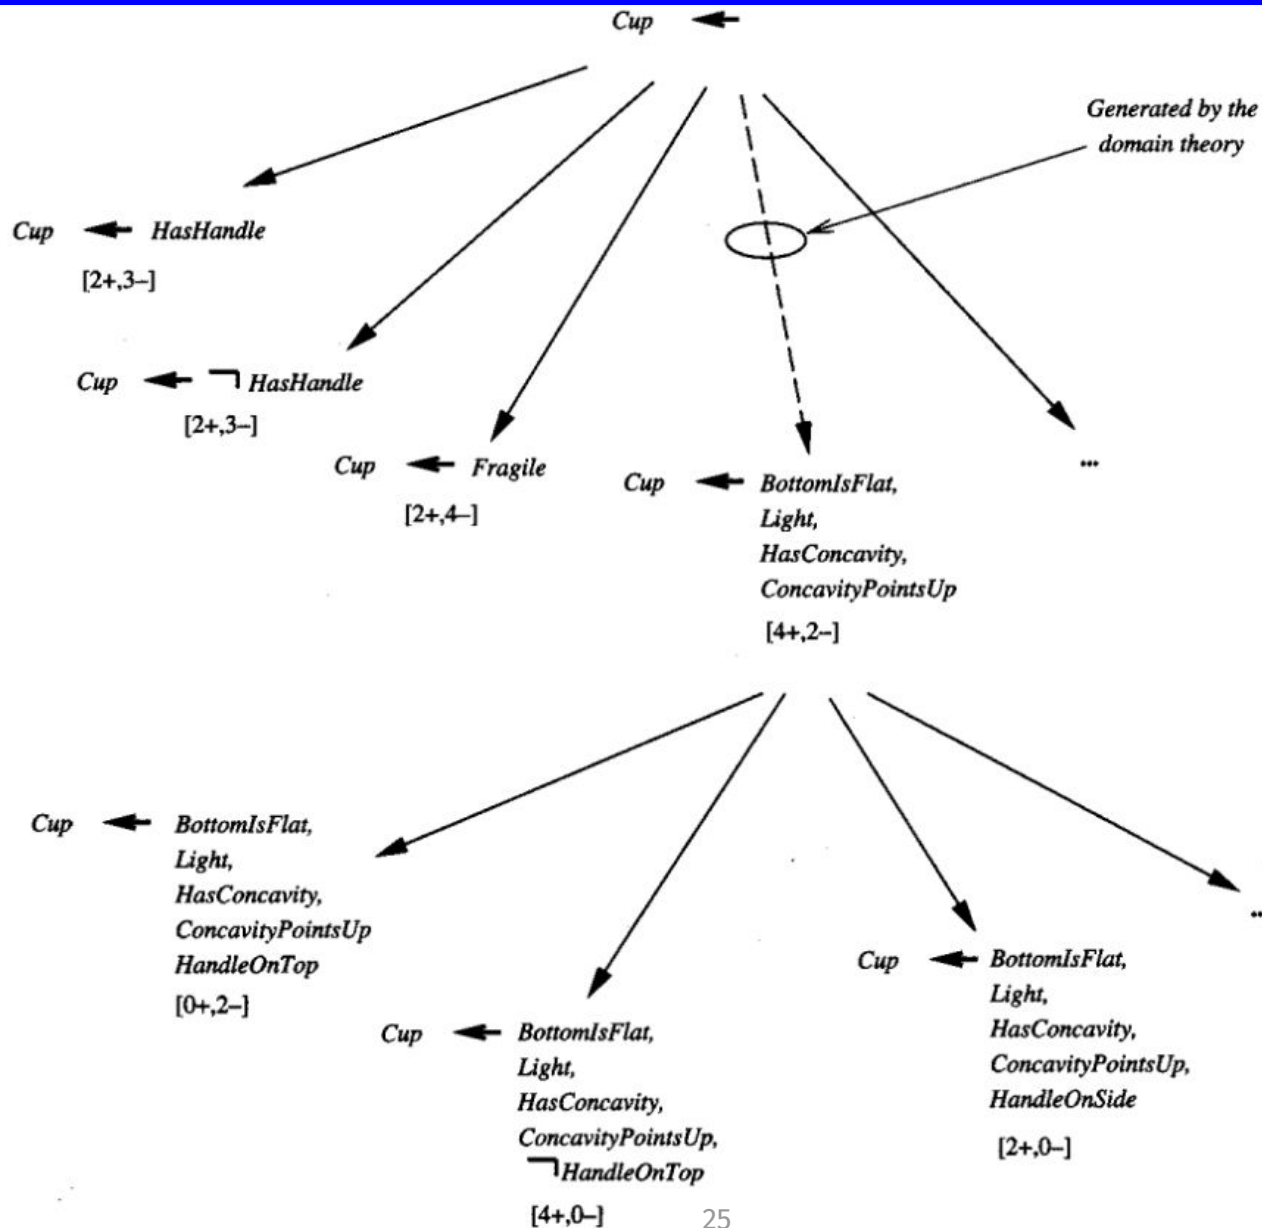 Cup
Generated by the
domain theory
Cup HasHandle
[2+,3–]
Cup ¬ HasHandle
[2+,3–]
Cup Fragile
[2+,4–]
Cup BottomIsFlat,
Light,
HasConcavity,
ConcavityPointsUp
[4+,2–]
...
Cup BottomIsFlat,
Light,
HasConcavity,
ConcavityPointsUp
HandleOnTop
[0+,2–]
Cup BottomIsFlat,
Light,
HasConcavity,
ConcavityPointsUp,
¬HandleOnTop
[4+,0–]
Cup BottomIsFlat,
Light,
HasConcavity,
ConcavityPointsUp,
HandleOnSide
[2+,0–]
..
25